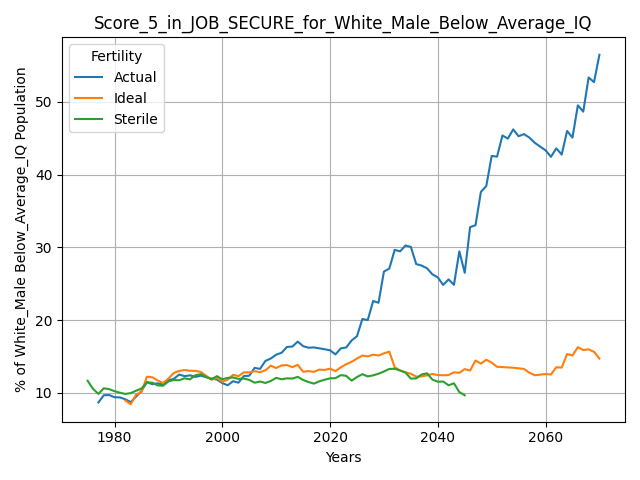 Score_5_in_JOB_SECURE_for_White_Male_Below_Average_IQ
Fertility
Actual
Ideal
Sterile
% of White_Male Below_Average_IQ Population
50
40
30
20
10
1980 2000 2020 2040 2060
Years